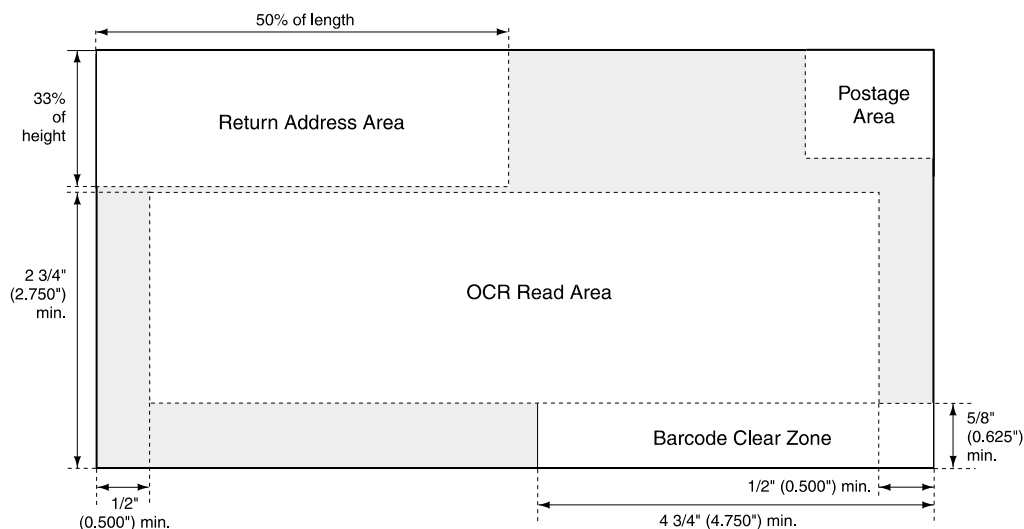 50% of length
33%
of
height
Return Address Area
Postage
Area
2 3/4"
(2.750")
min.
OCR Read Area
Barcode Clear Zone
5/8"
(0.625")
min.
1/2"
(0.500") min.
1/2" (0.500") min.
4 3/4" (4.750") min.